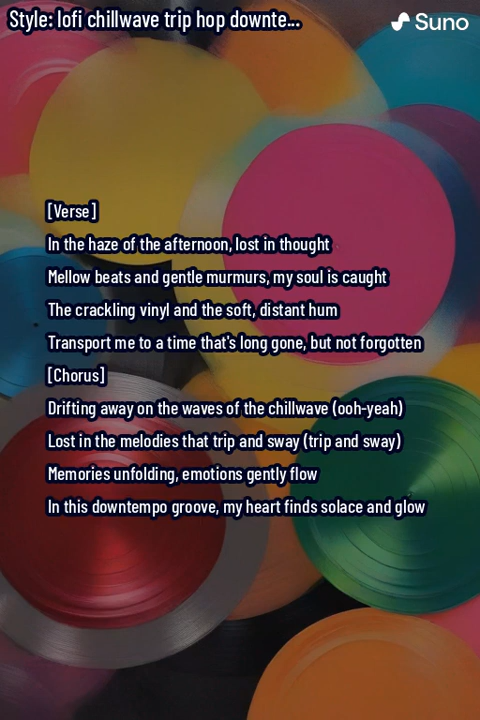 Style: lofi chillwave trip hop downte...
Suno
[Verse]
In the haze of the afternoon, lost in thought
Mellow beats and gentle murmurs, my soul is caught
The crackling vinyl and the soft, distant hum
Transport me to a time that's long gone, but not forgotten
[Chorus]
Drifting away on the waves of the chillwave (ooh-yeah)
Lost in the melodies that trip and sway (trip and sway)
Memories unfolding, emotions gently flow
In this downtempo groove, my heart finds solace and glow